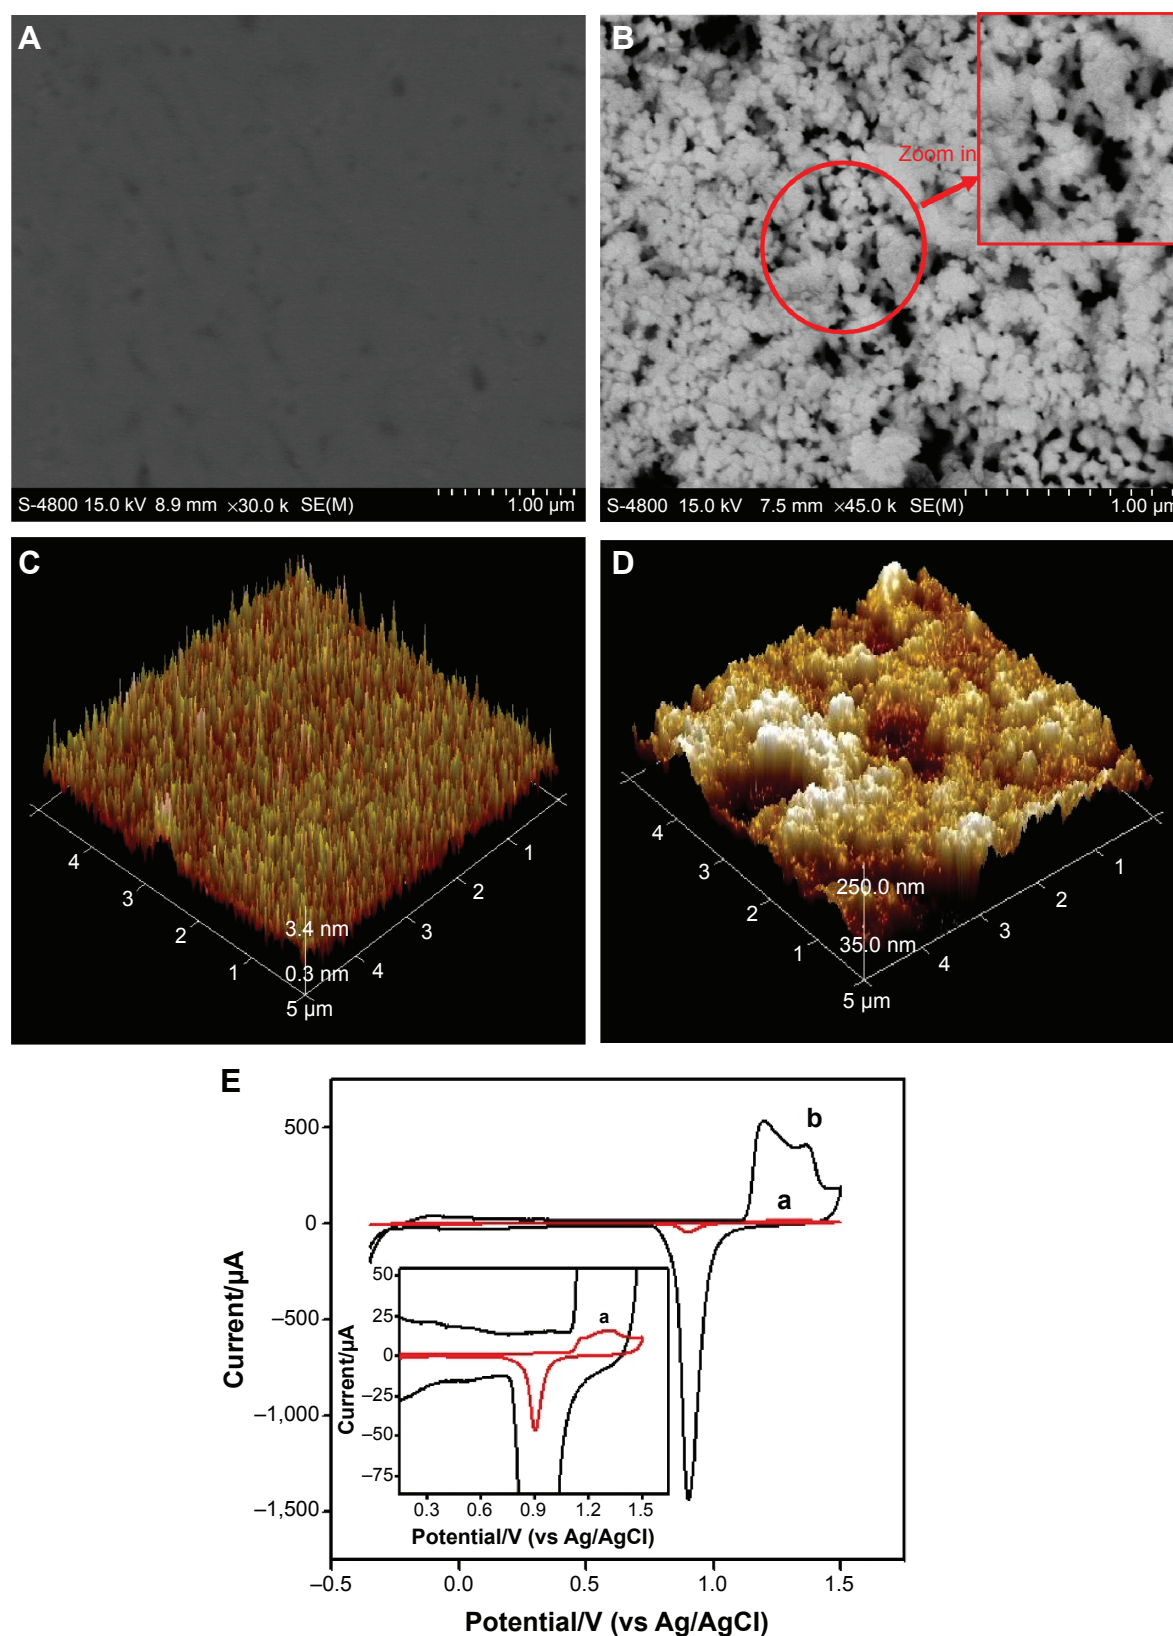 A
B
Zoom in
S-4800 15.0 kV 8.9 mm ×30.0 k SE(M) 1.00 µm
S-4800 15.0 kV 7.5 mm ×45.0 k SE(M) 1.00 µm
C
4
3
2
1
3.4 nm
0.3 nm
5 µm
4
3
2
1
D
4
3
2
1
250.0 nm
35.0 nm
5 µm
4
3
2
1
E
500
0
–500
–1,000
–1,500
Current/µA
b
a
50
25
0
–25
–50
–75
Current/µA
a
0.3 0.6 0.9 1.2 1.5
Potential/V (vs Ag/AgCl)
–0.5 0.0 0.5 1.0 1.5
Potential/V (vs Ag/AgCl)